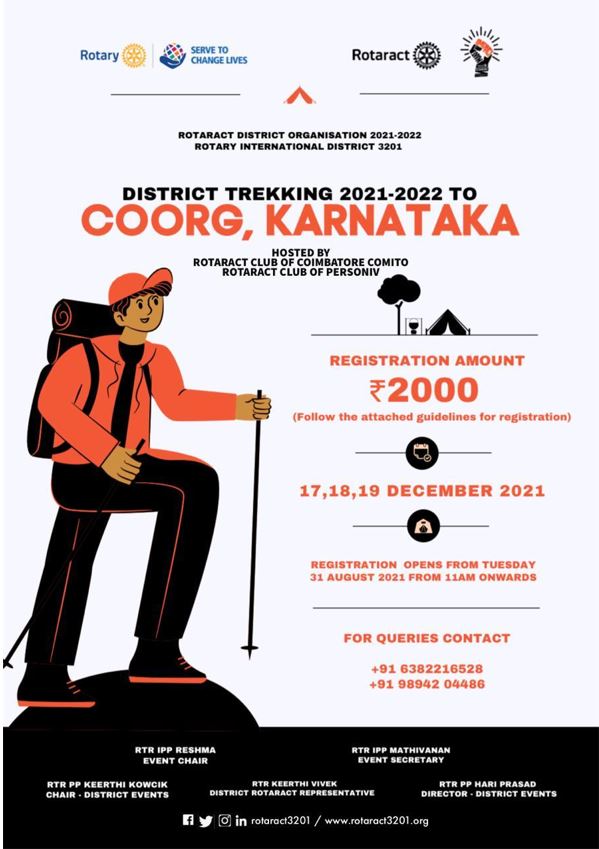 Rotary
SERVE TO
CHANGE LIVES
Rotaract
ROTARACT DISTRICT ORGANISATION 2021-2022
ROTARY INTERNATIONAL DISTRICT 3201
DISTRICT TREKKING 2021-2022 TO
COORG, KARNATAKA
HOSTED BY
ROTARACT CLUB OF COIMBATORE COMITO
ROTARACT CLUB OF PERSONIV
REGISTRATION AMOUNT
₹2000
(Follow the attached guidelines for registration)
17,18,19 DECEMBER 2021
REGISTRATION OPENS FROM TUESDAY
31 AUGUST 2021 FROM 11AM ONWARDS
FOR QUERIES CONTACT
+91 6382216528
+91 98942 04486
RTR IPP RESHMA
EVENT CHAIR
RTR IPP MATHIVANAN
EVENT SECRETARY
RTR PP KEERTHI KOWCIK
CHAIR - DISTRICT EVENTS
RTR KEERTHI VIVEK
DISTRICT ROTARACT REPRESENTATIVE
RTR PP HARI PRASAD
DIRECTOR - DISTRICT EVENTS
rotaract3201 / www.rotaract3201.org